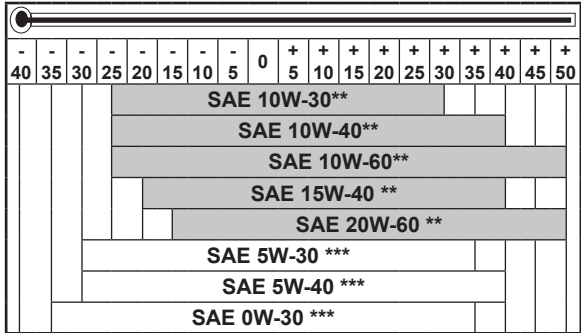 - - - - - - - - 0 + + + + + + + + + +
40 35 30 25 20 15 10 5 5 10 15 20 25 30 35 40 45 50
SAE 10W-30**
SAE 10W-40**
SAE 10W-60**
SAE 15W-40 **
SAE 20W-60 **
SAE 5W-30 ***
SAE 5W-40 ***
SAE 0W-30 ***